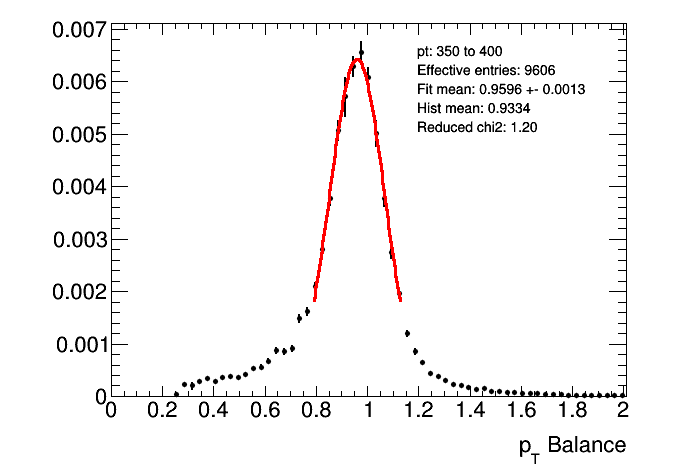 0.007
0.006
0.005
0.004
0.003
0.002
0.001
0
pt: 350 to 400
Effective entries: 9606
Fit mean: 0.9596 +- 0.0013
Hist mean: 0.9334
Reduced chi2: 1.20
0 0.2 0.4 0.6 0.8 1 1.2 1.4 1.6 1.8 2
pT Balance